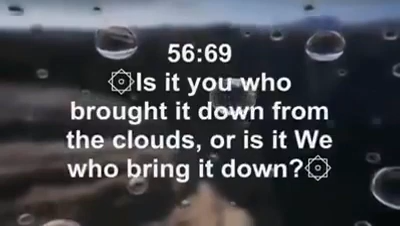 56:69
۞Is it you who
brought it down from
the clouds, or is it We
who bring it down?۞